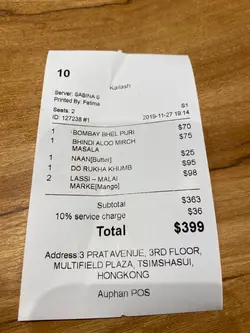 10
Kailash
Server: SABINA S
Printed By: Fatima
Seats: 2 S1
ID: 127238 #1 2019-11-27 19:14
1 BOMBAY BHEL PURI $70
1 BHINDI ALOO MIRCH MASALA $75
1 NAAN[Butter] $25
1 DO RUKHA KHUMB $95
2 LASSI – MALAI MARKE[Mango] $98
Subtotal $363
10% service charge $36
Total $399
Address:3 PRAT AVENUE, 3RD FLOOR,
MULTIFIELD PLAZA, TSIMSHASUI,
HONGKONG
Auphan POS